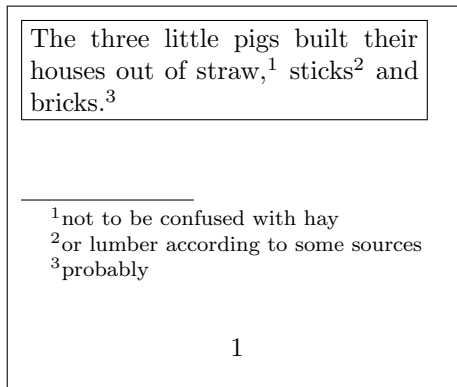 The three little pigs built their
houses out of straw,¹ sticks² and
bricks.³
¹not to be confused with hay
²or lumber according to some sources
³probably
1